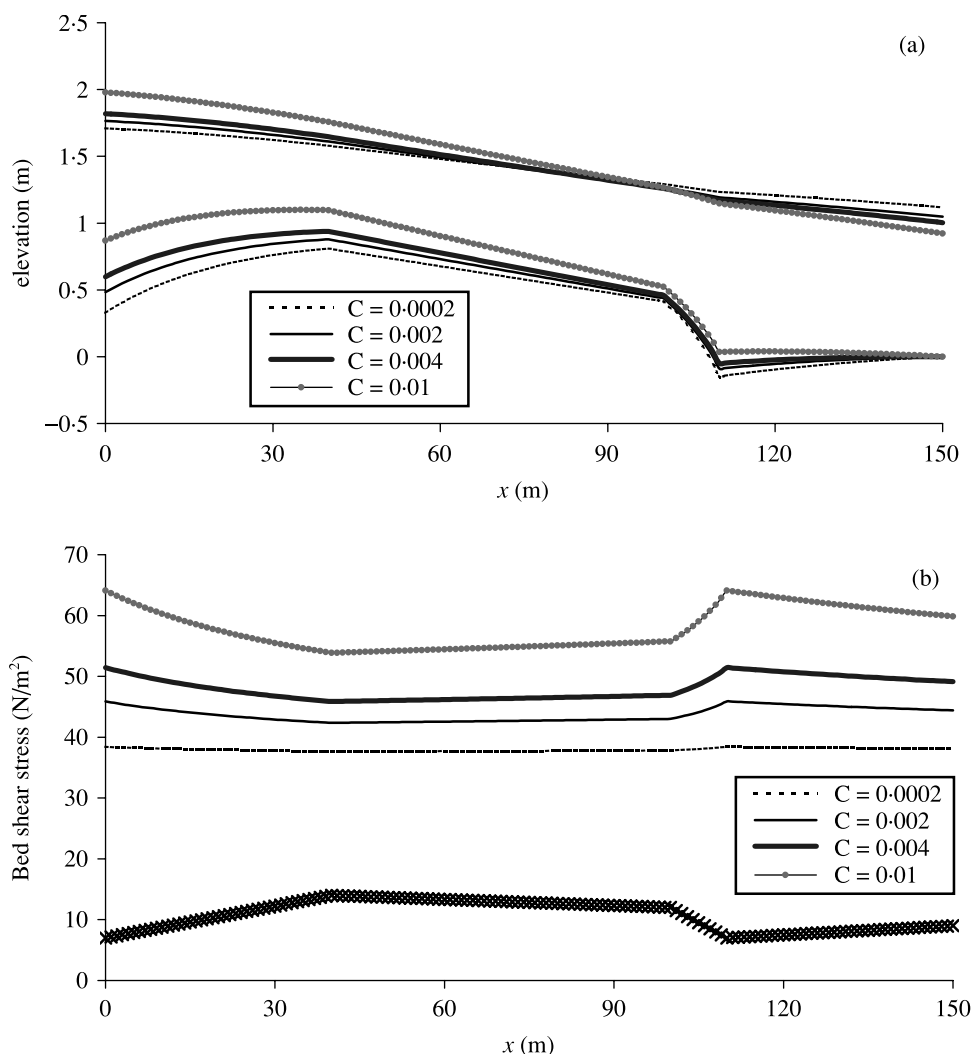 (a)
2·5
2
1·5
1
0·5
0
−0·5
elevation (m)
C = 0·0002
C = 0·002
C = 0·004
C = 0·01
0 30 60 90 120 150
x (m)
(b)
70
60
50
40
30
20
10
0
Bed shear stress (N/m²)
C = 0·0002
C = 0·002
C = 0·004
C = 0·01
0 30 60 90 120 150
x (m)